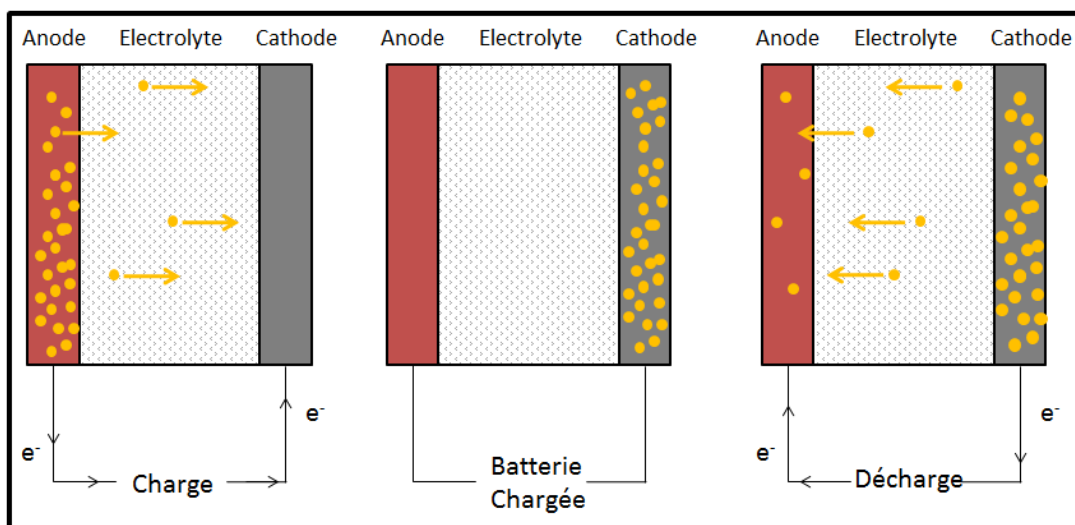 Anode Electrolyte Cathode
Anode Electrolyte Cathode
Anode Electrolyte Cathode
e-
e-
Charge
Batterie
Chargée
e-
e-
Décharge